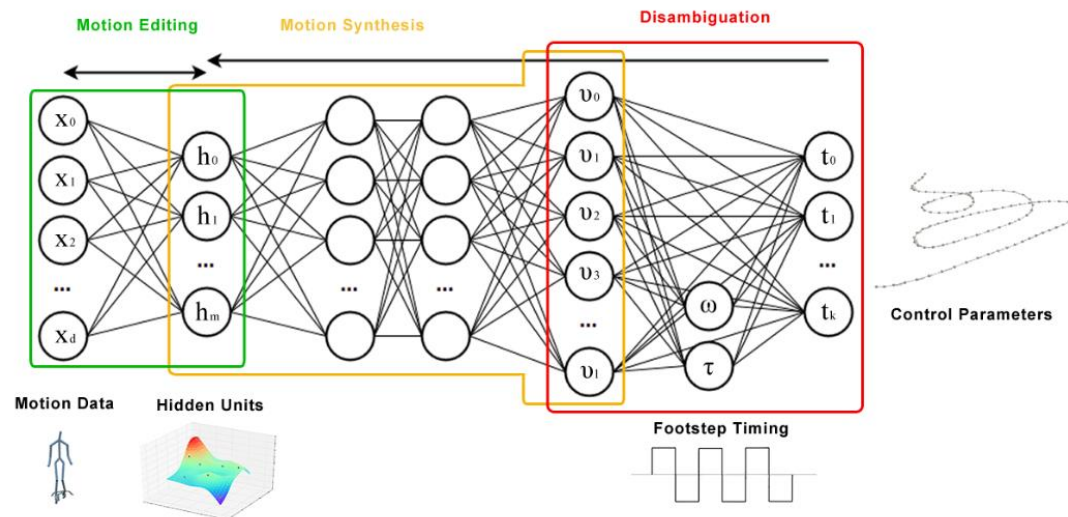 Motion Editing
Motion Synthesis
Disambiguation
x0
x1
x2
...
xd
h0
h1
...
hm
...
...
υ0
υ1
υ2
υ3
...
υl
ω
τ
t0
t1
...
tk
Motion Data
Hidden Units
Footstep Timing
Control Parameters